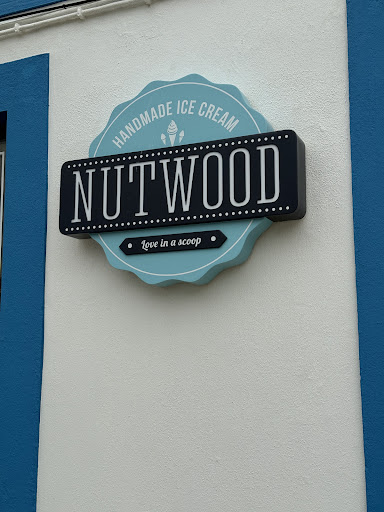 HANDMADE ICE CREAM
NUTWOOD
Love in a scoop